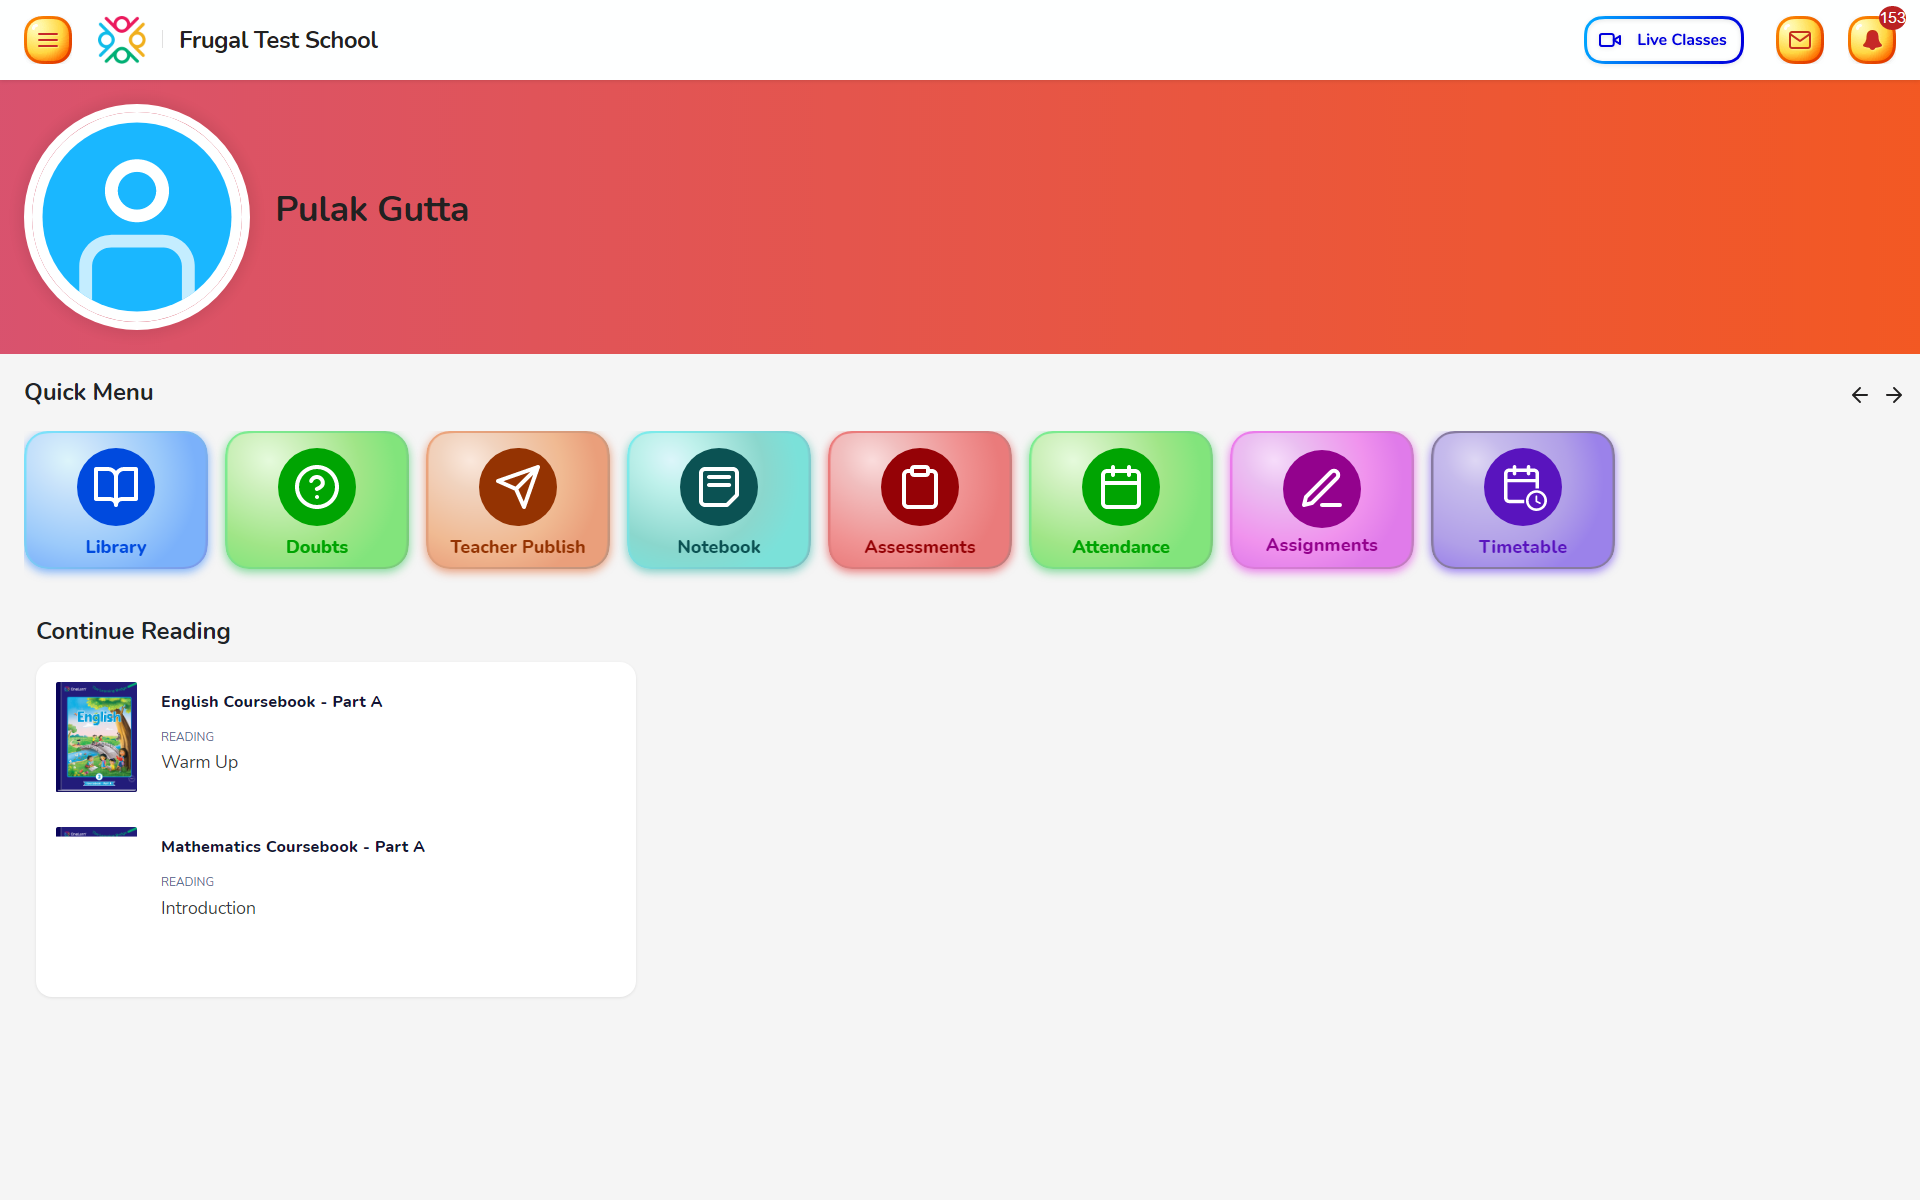 Frugal Test School
Live Classes
153
Pulak Gutta
Quick Menu
Library
Doubts
Teacher Publish
Notebook
Assessments
Attendance
Assignments
Timetable
Continue Reading
English
English Coursebook - Part A
READING
Warm Up
Mathematics Coursebook - Part A
READING
Introduction